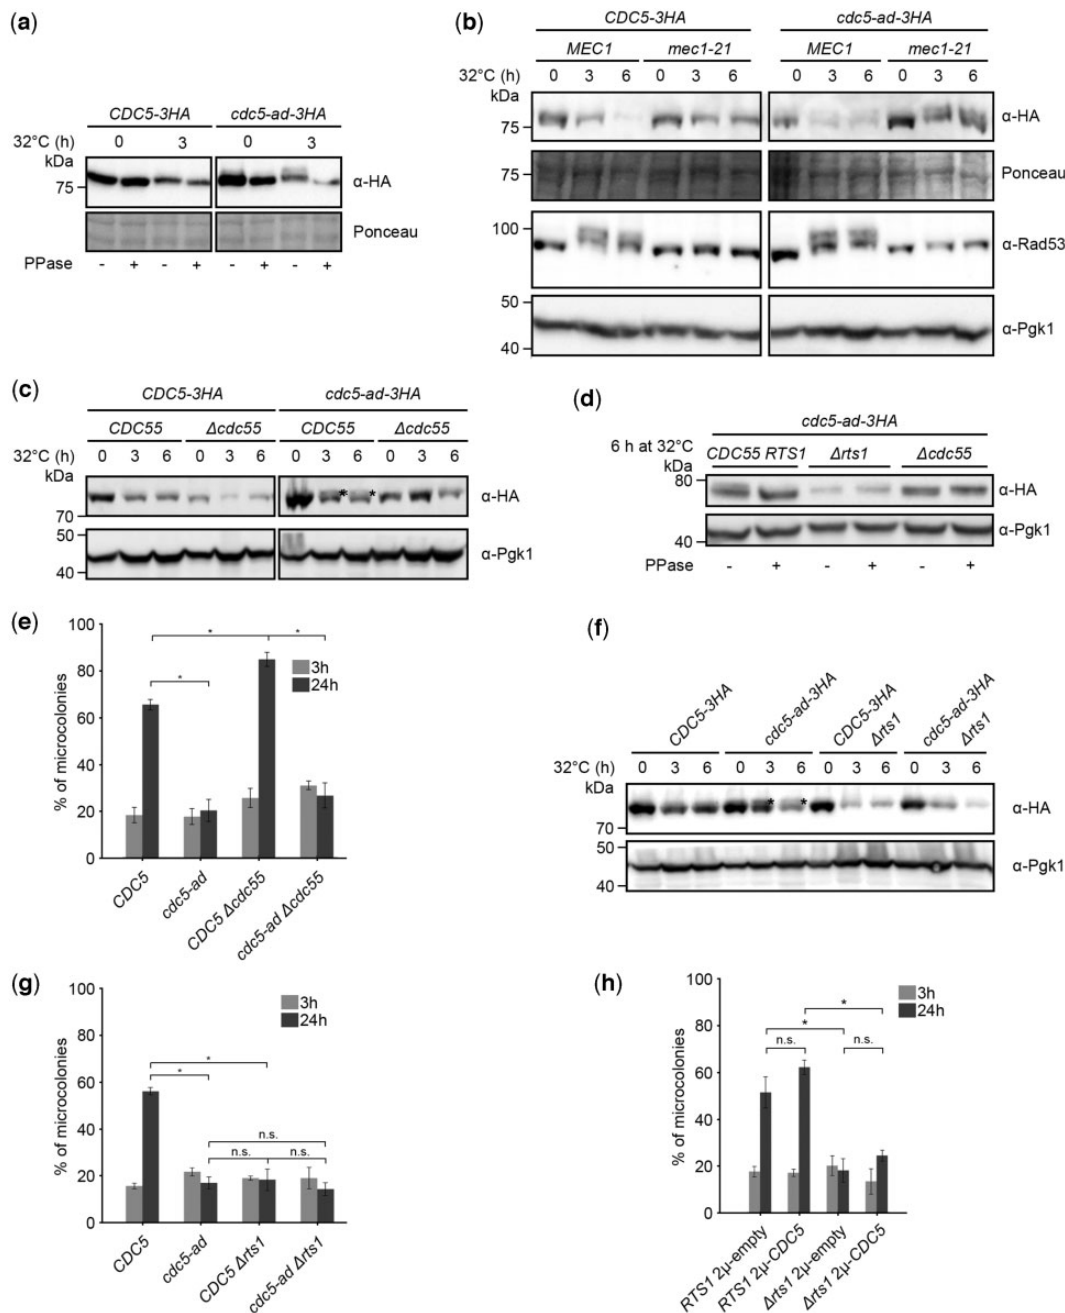 (a)
CDC5-3HA cdc5-ad-3HA
32°C (h) 0 3 0 3
kDa
75
α-HA
Ponceau
PPase - + - + - + - +
(b)
CDC5-3HA cdc5-ad-3HA
MEC1 mec1-21 MEC1 mec1-21
32°C (h) 0 3 6 0 3 6 0 3 6 0 3 6
kDa
75
α-HA
75
Ponceau
100
α-Rad53
50
α-Pgk1
40
(c)
CDC5-3HA cdc5-ad-3HA
CDC55 Δcdc55 CDC55 Δcdc55
32°C (h) 0 3 6 0 3 6 0 3 6 0 3 6
kDa
* *
α-HA
70
50
α-Pgk1
40
(d)
cdc5-ad-3HA
6 h at 32°C CDC55 RTS1 Δrts1 Δcdc55
kDa
80
α-HA
α-Pgk1
40
PPase - + - + - +
(e)
100
80
60
40
20
0
% of microcolonies
* * *
3h
24h
CDC5
cdc5-ad
CDC5 Δcdc55
cdc5-ad Δcdc55
(f)
CDC5-3HA
cdc5-ad-3HA
CDC5-3HA
Δrts1
cdc5-ad-3HA
Δrts1
32°C (h) 0 3 6 0 3 6 0 3 6 0 3 6
kDa
* *
α-HA
70
50
α-Pgk1
40
(g)
100
80
60
40
20
0
% of microcolonies
3h
24h
*
*
n.s.
n.s. n.s.
CDC5
cdc5-ad
CDC5 Δrts1
cdc5-ad Δrts1
(h)
100
80
60
40
20
0
% of microcolonies
3h
24h
*
*
n.s. n.s.
RTS1 2μ-empty
RTS1 2μ-CDC5
Δrts1 2μ-empty
Δrts1 2μ-CDC5